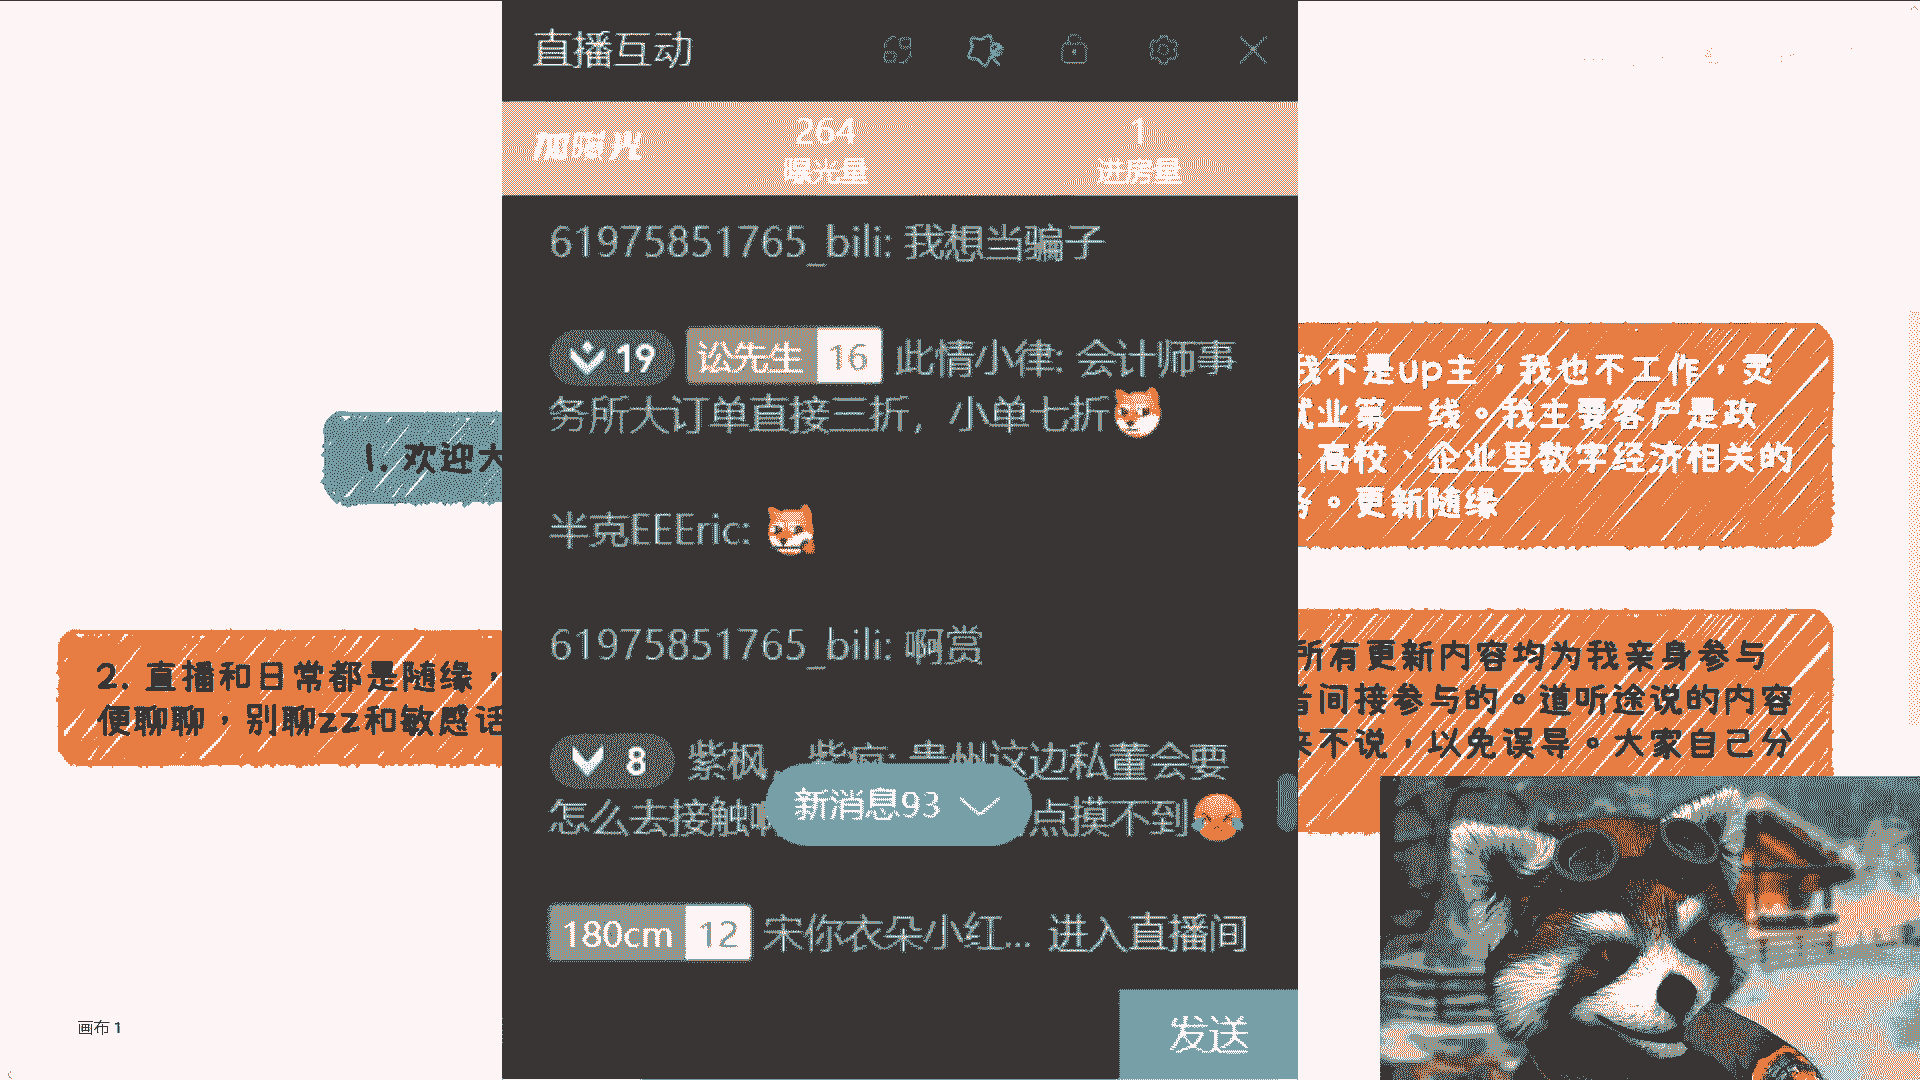 直播互动
加曝光
264
曝光量
1
进房量
61975851765_bili: 我想当骗子
19 讼先生 16 此情小律: 会计师事
务所大订单直接三折，小单七折
半克EEEric:
61975851765_bili: 啊赏
8 紫枫、紫疯: 贵州这边私董会要
怎么去接触
点摸不到
新消息93
180cm 12 宋你衣朵小红... 进入直播间
发送
1. 欢迎大
2. 直播和日常都是随缘，
便聊聊，别聊zz和敏感话
我不是up主，我也不工作，灵
就业第一线。我主要客户是政
、高校、企业里数字经济相关的
务。更新随缘
所有更新内容均为我亲身参与
者间接参与的。道听途说的内容
来不说，以免误导。大家自己分
画布 1